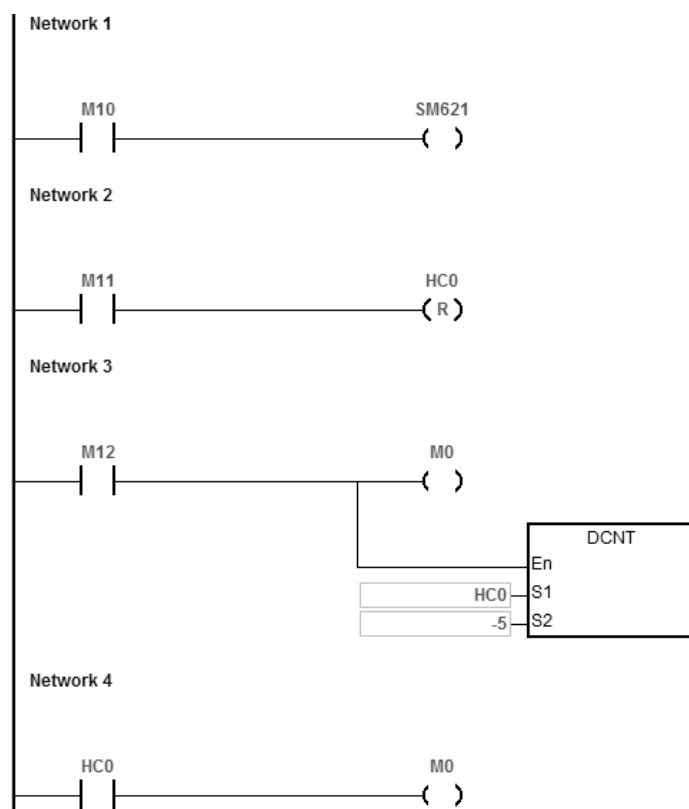 Network 1
M10 SM621
Network 2
M11 HC0
R
Network 3
M12 M0
DCNT
En
HC0 S1
-5 S2
Network 4
HC0 M0